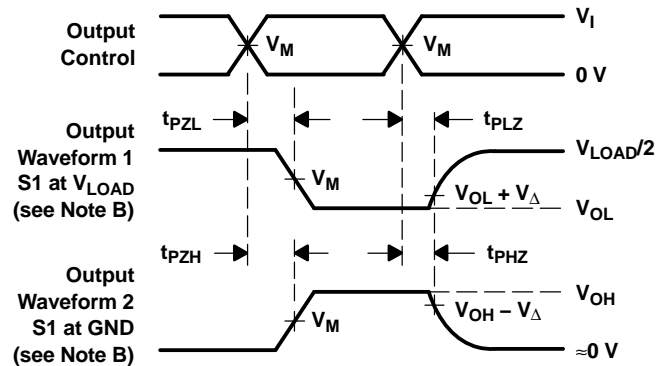 Output
Control
V_M
V_M
V_I
0 V
t_PZL
t_PLZ
Output
Waveform 1
S1 at V_LOAD
(see Note B)
V_M
V_OL + V_Δ
V_LOAD/2
V_OL
t_PZH
t_PHZ
Output
Waveform 2
S1 at GND
(see Note B)
V_M
V_OH − V_Δ
V_OH
≈0 V